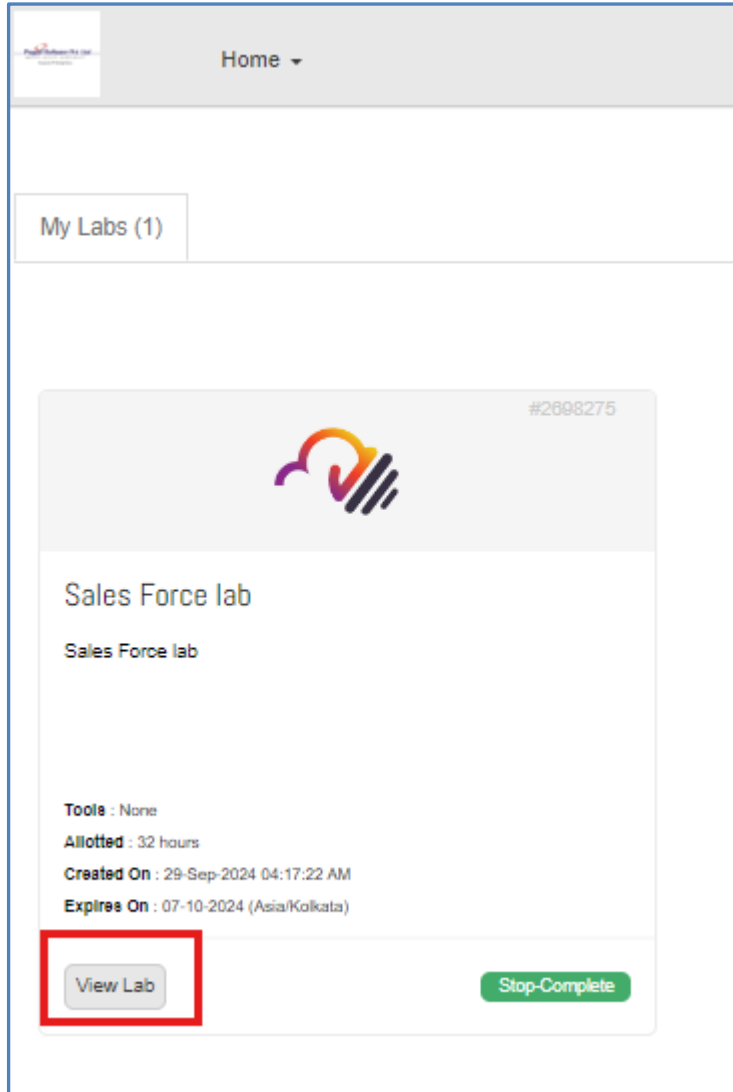 Home
My Labs (1)
#2698275
Sales Force lab
Sales Force lab
Tools : None
Allotted : 32 hours
Created On : 29-Sep-2024 04:17:22 AM
Expires On : 07-10-2024 (Asia/Kolkata)
View Lab
Stop-Complete